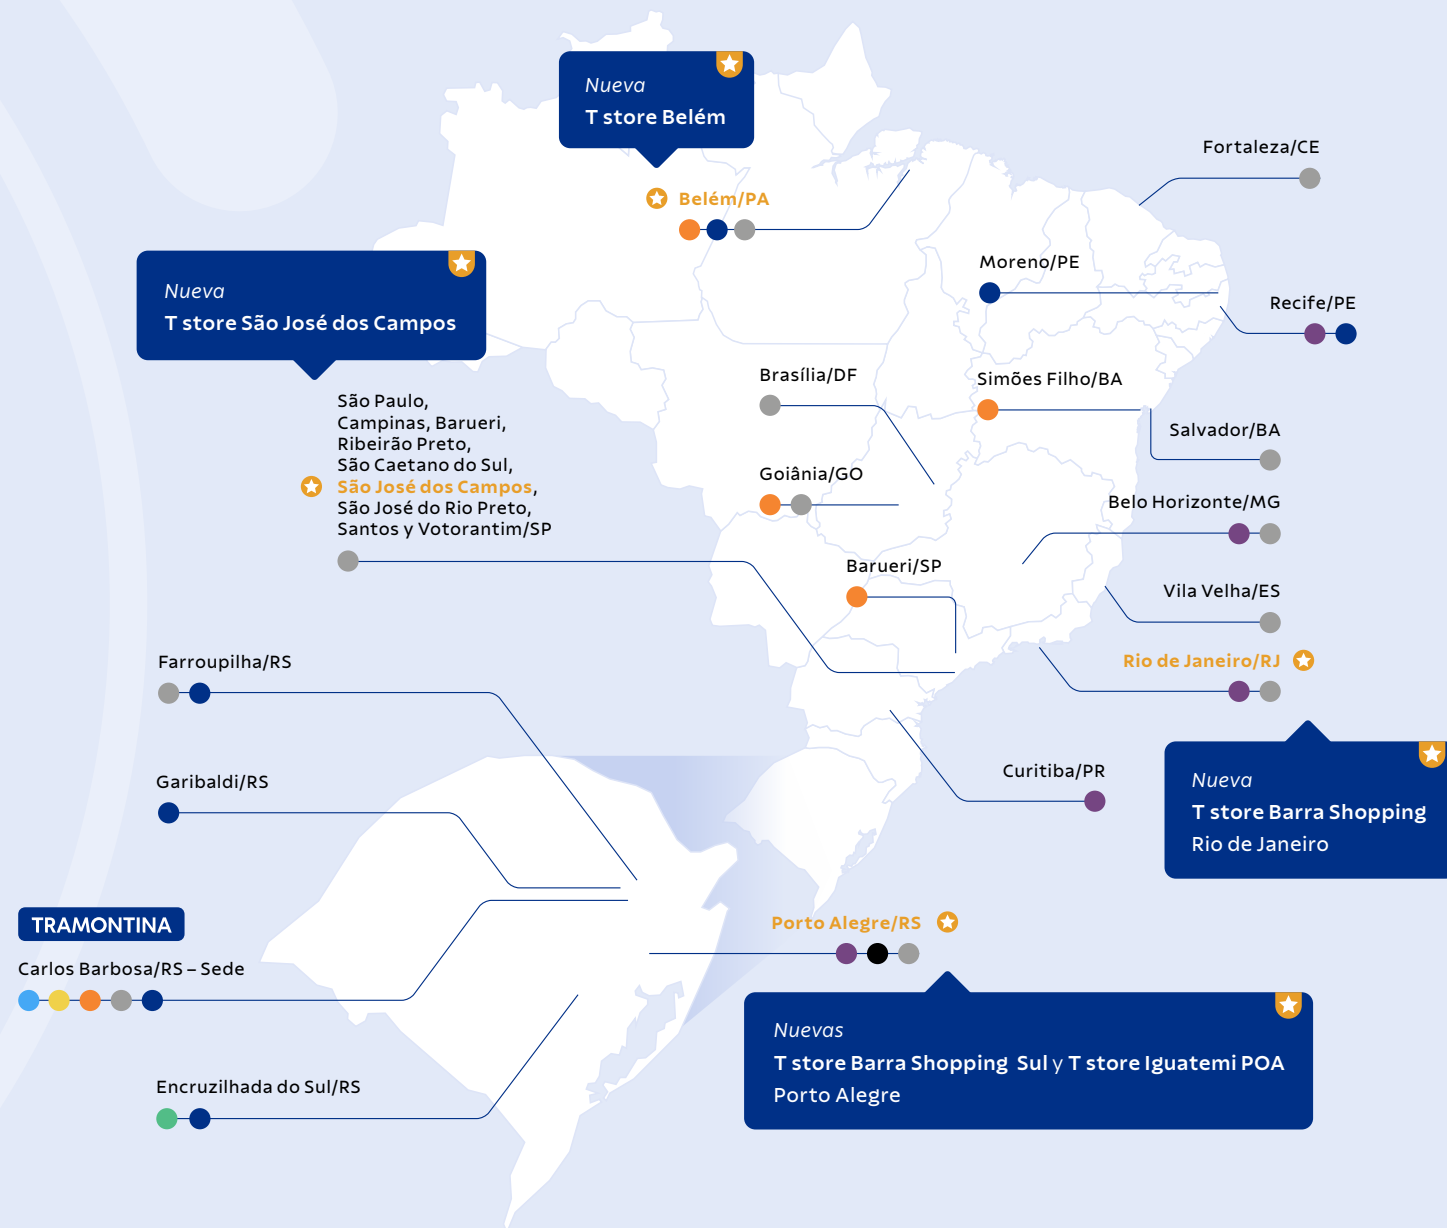 Nueva
T store Belém
Belém/PA
Fortaleza/CE
Moreno/PE
Recife/PE
Nueva
T store São José dos Campos
Brasília/DF
Simões Filho/BA
São Paulo,
Campinas, Barueri,
Ribeirão Preto,
São Caetano do Sul,
São José dos Campos,
São José do Rio Preto,
Santos y Votorantim/SP
Salvador/BA
Goiânia/GO
Belo Horizonte/MG
Barueri/SP
Vila Velha/ES
Farroupilha/RS
Rio de Janeiro/RJ
Garibaldi/RS
Curitiba/PR
Nueva
T store Barra Shopping
Rio de Janeiro
TRAMONTINA
Carlos Barbosa/RS – Sede
Porto Alegre/RS
Nuevas
T store Barra Shopping Sul y T store Iguatemi POA
Porto Alegre
Encruzilhada do Sul/RS